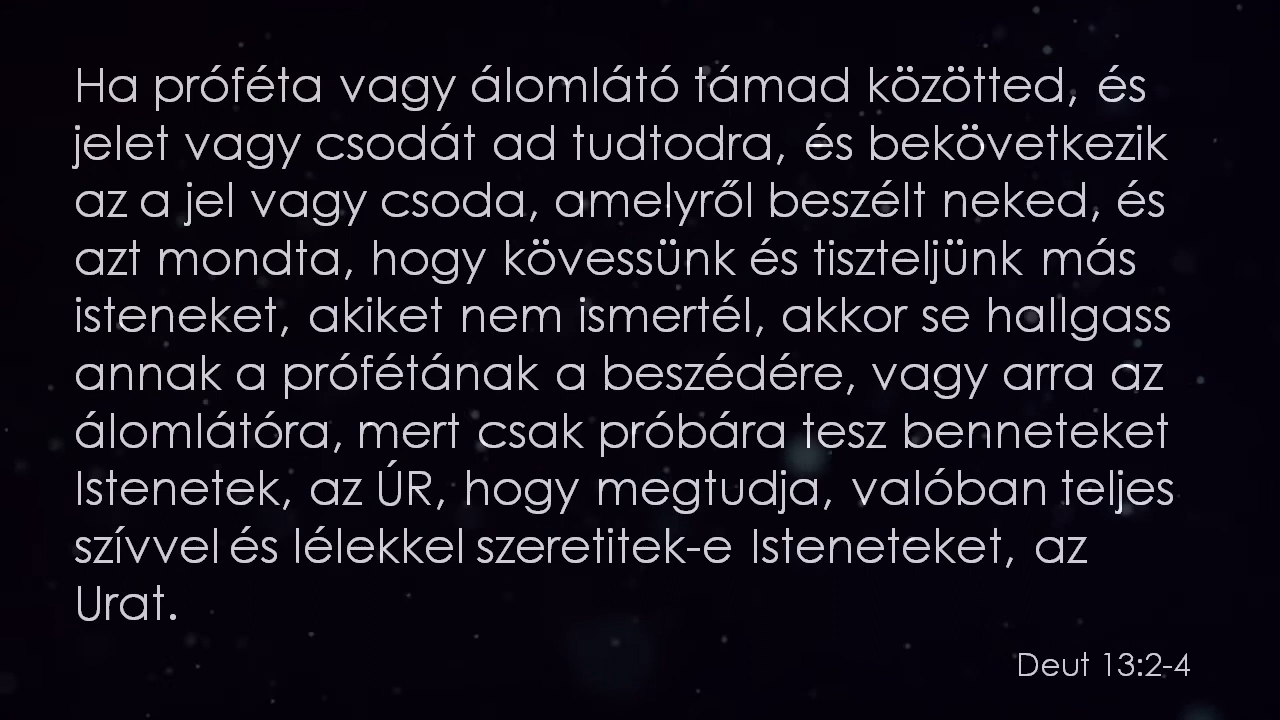 Ha próféta vagy álomlátó támad közötted, és
jelet vagy csodát ad tudtodra, és bekövetkezik
az a jel vagy csoda, amelyről beszélt neked, és
azt mondta, hogy kövessünk és tiszteljünk más
isteneket, akiket nem ismertél, akkor se hallgass
annak a prófétának a beszédére, vagy arra az
álomlátóra, mert csak próbára tesz benneteket
Istenetek, az ÚR, hogy megtudja, valóban teljes
szívvel és lélekkel szeretitek-e Isteneteket, az
Urat.
Deut 13:2-4